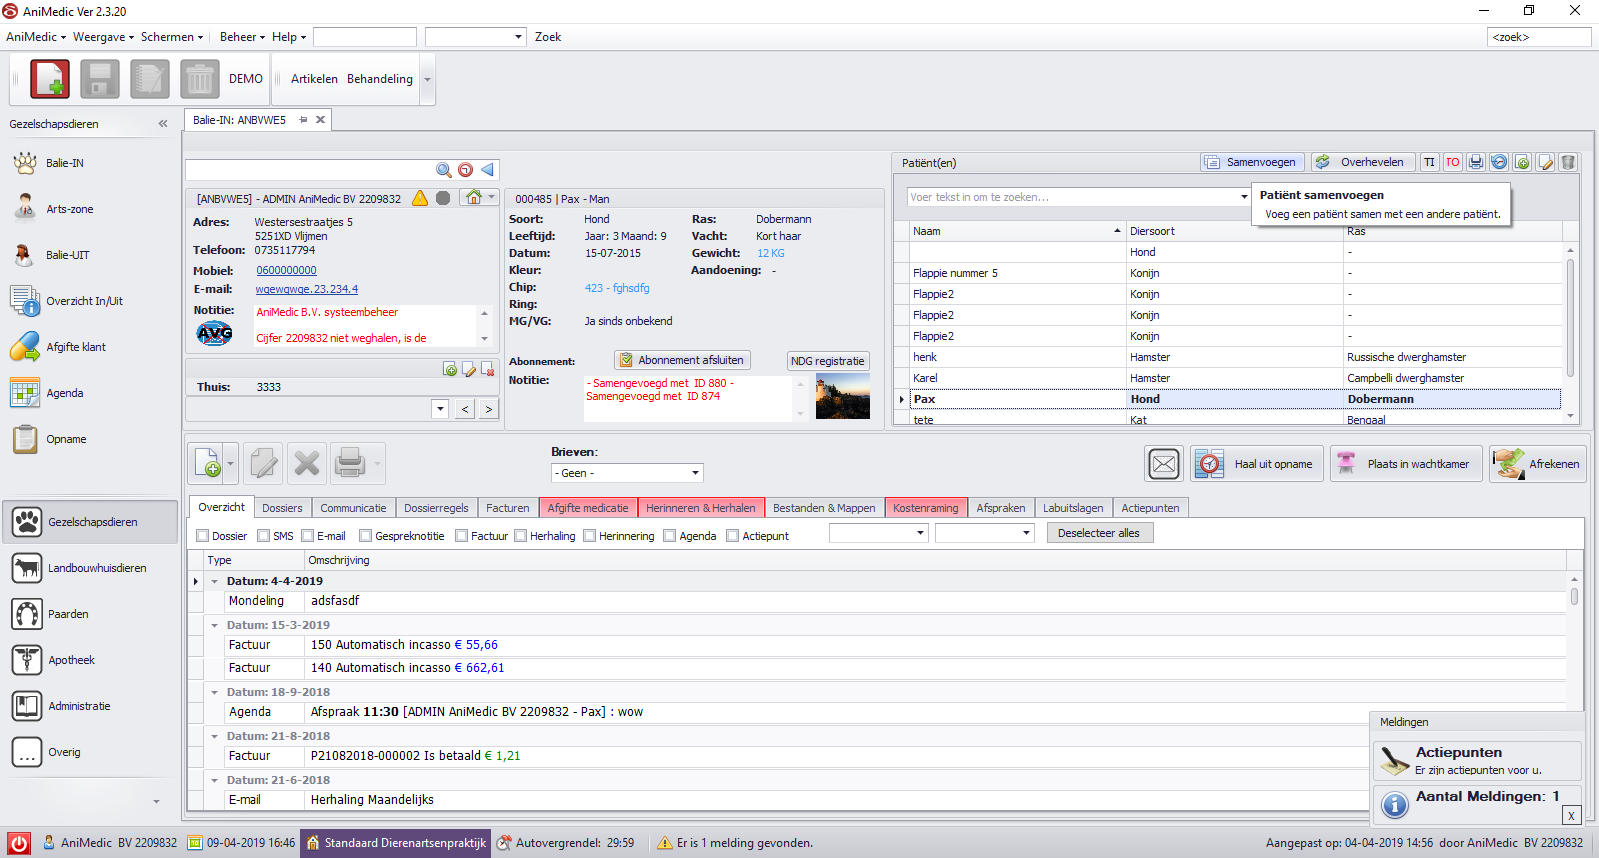 AniMedic Ver 2.3.20
AniMedic Weergave Schermen Beheer Help Zoek <zoek>
DEMO Artikelen Behandeling
Gezelschapsdieren «
Balie-IN
Arts-zone
Balie-UIT
Overzicht In/Uit
Afgifte klant
Agenda
Opname
Gezelschapsdieren
Landbouwhuisdieren
Paarden
Apotheek
Administratie
... Overig
Balie-IN: ANBVWE5
[ANBVWE5] - ADMIN AniMedic BV 2209832
Adres: Westersestraatjes 5
5251XD Vlijmen
Telefoon: 0735117794
Mobiel: 0600000000
E-mail: wqewqwqe.23.234.4
Notitie: AniMedic B.V. systeembeheer
AVG
Cijfer 2209832 niet weghalen, is de
Thuis: 3333
< >
000485 | Pax - Man
Soort: Hond Ras: Dobermann
Leeftijd: Jaar: 3 Maand: 9 Vacht: Kort haar
Datum: 15-07-2015 Gewicht: 12 KG
Kleur: Aandoening: -
Chip: 423 - fghsdfg
Ring:
MG/VG: Ja sinds onbekend
Abonnement: Abonnement afsluiten NDG registratie
Notitie: - Samengevoegd met ID 880 -
Samengevoegd met ID 874
Patiënt(en) Samenvoegen Overhevelen TI TO
Voer tekst in om te zoeken...
Patiënt samenvoegen
Voeg een patiënt samen met een andere patiënt.
Naam Diersoort Ras
Hond -
Flappie nummer 5 Konijn -
Flappie2 Konijn -
Flappie2 Konijn -
Flappie2 Konijn -
henk Hamster Russische dwerghamster
Karel Hamster Campbelli dwerghamster
Pax Hond Dobermann
tete Kat Bengaal
Brieven:
- Geen -
Haal uit opname Plaats in wachtkamer Afrekenen
Overzicht Dossiers Communicatie Dossierregels Facturen Afgifte medicatie Herinneren & Herhalen Bestanden & Mappen Kostenraming Afspraken Labuitslagen Actiepunten
Dossier SMS E-mail Gespreknotitie Factuur Herhaling Herinnering Agenda Actiepunt Deselecteer alles
Type Omschrijving
Datum: 4-4-2019
Mondeling adsfasdf
Datum: 15-3-2019
Factuur 150 Automatisch incasso € 55,66
Factuur 140 Automatisch incasso € 662,61
Datum: 18-9-2018
Agenda Afspraak 11:30 [ADMIN AniMedic BV 2209832 - Pax] : wow
Datum: 21-8-2018
Factuur P21082018-000002 Is betaald € 1,21
Datum: 21-6-2018
E-mail Herhaling Maandelijks
Meldingen
Actiepunten
Er zijn actiepunten voor u.
Aantal Meldingen: 1
X
AniMedic BV 2209832 09-04-2019 16:46 Standaard Dierenartsenpraktijk Autovergrendel: 29:59 Er is 1 melding gevonden. Aangepast op: 04-04-2019 14:56 door AniMedic BV 2209832